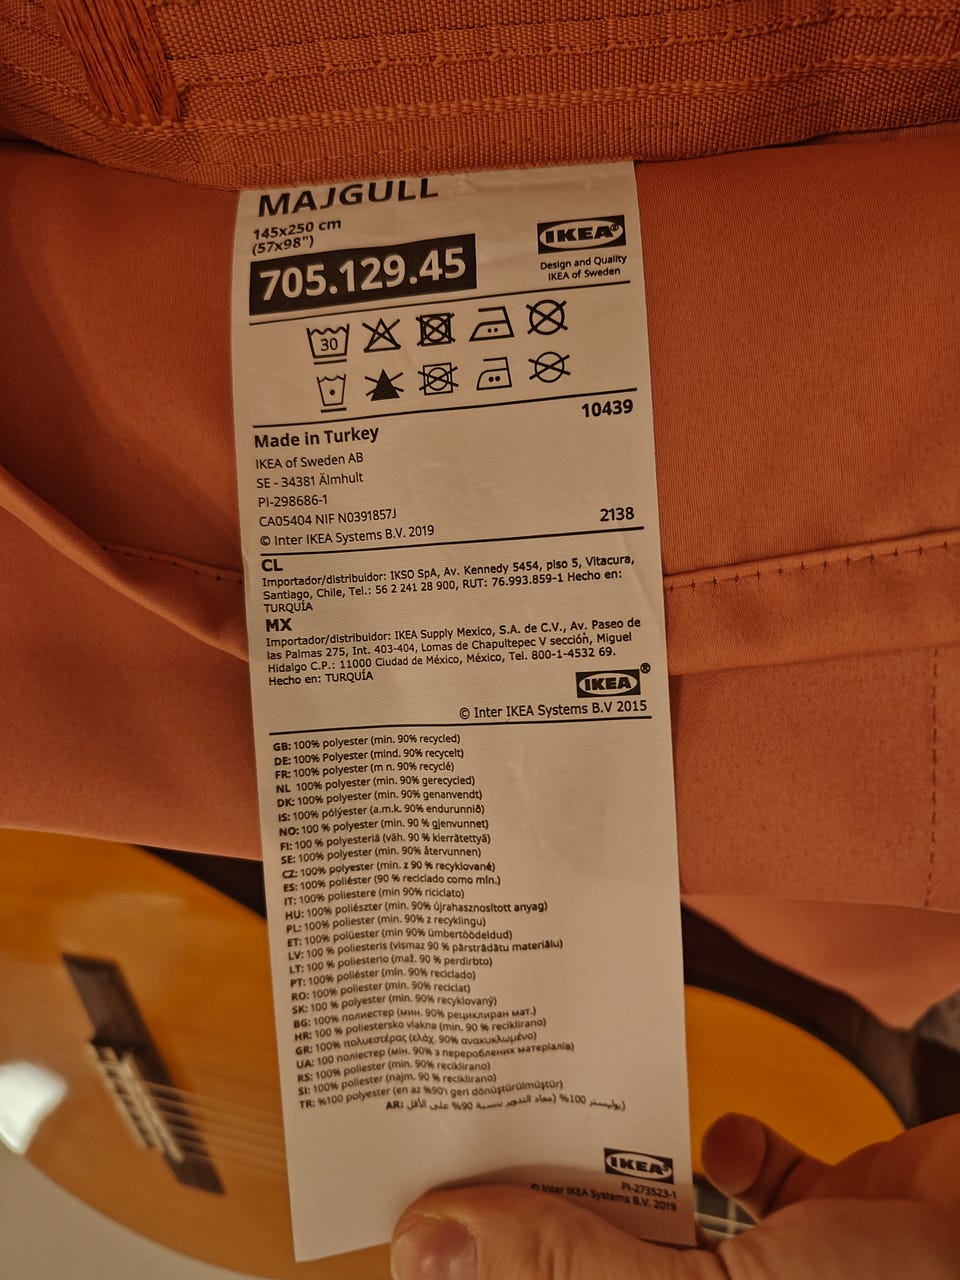 MAJGULL
145x250 cm
(57x98")
705.129.45
IKEA®
Design and Quality
IKEA of Sweden
30
10439
Made in Turkey
IKEA of Sweden AB
SE - 34381 Älmhult
PI-298686-1
CA05404 NIF N0391857J
© Inter IKEA Systems B.V. 2019
2138
CL
Importador/distribuidor: IKSO SpA, Av. Kennedy 5454, piso 5, Vitacura,
Santiago, Chile, Tel.: 56 2 241 28 900, RUT: 76.993.859-1 Hecho en:
TURQUÍA
MX
Importador/distribuidor: IKEA Supply Mexico, S.A. de C.V., Av. Paseo de
las Palmas 275, Int. 403-404, Lomas de Chapultepec V sección, Miguel
Hidalgo C.P.: 11000 Ciudad de México, México, Tel. 800-1-4532 69.
Hecho en: TURQUÍA
IKEA®
© Inter IKEA Systems B.V 2015
GB: 100% polyester (min. 90% recycled)
DE: 100% Polyester (mind. 90% recycelt)
FR: 100% polyester (m n. 90% recyclé)
NL 100% polyester (min. 90% gerecycled)
DK: 100% polyester (min. 90% genanvendt)
IS: 100% pólýester (a.m.k. 90% endurunnið)
NO: 100 % polyester (min. 90 % gjenvunnet)
FI: 100 % polyesteriä (väh. 90 % kierrätettyä)
SE: 100% polyester (min. 90% återvunnen)
CZ: 100% polyester (min. z 90 % recyklované)
ES: 100% poliéster (90 % reciclado como mín.)
IT: 100% poliestere (min 90% riciclato)
HU: 100% poliészter (min. 90% újrahasznosított anyag)
PL: 100% poliester (min. 90% z recyklingu)
ET: 100% polüester (min 90% ümbertöödeldud)
LV: 100 % poliesteris (vismaz 90 % pārstrādātu materiālu)
LT: 100 % poliesterio (maž. 90 % perdirbto)
PT: 100% poliéster (min. 90% reciclado)
RO: 100% poliester (min. 90% reciclat)
SK: 100 % polyester (min. 90% recyklovaný)
BG: 100% полиестер (мин. 90% рециклиран мат.)
HR: 100 % poliestersko vlakno (min. 90 % reciklirano)
GR: 100% πολυεστέρας (ελάχ. 90% ανακυκλωμένο)
UA: 100 поліестер (мін. 90% з перероблених матеріалів)
RS: 100% poliester (min. 90% reciklirano)
SI: 100% poliester (najm. 90 % reciklirano)
TR: %100 polyester (en az %90'ı geri dönüştürülmüştür)
AR: بوليستر 100% (معاد التدوير بنسبة 90% على الأقل)
IKEA®
PI-273523-1
© Inter IKEA Systems B.V. 2019